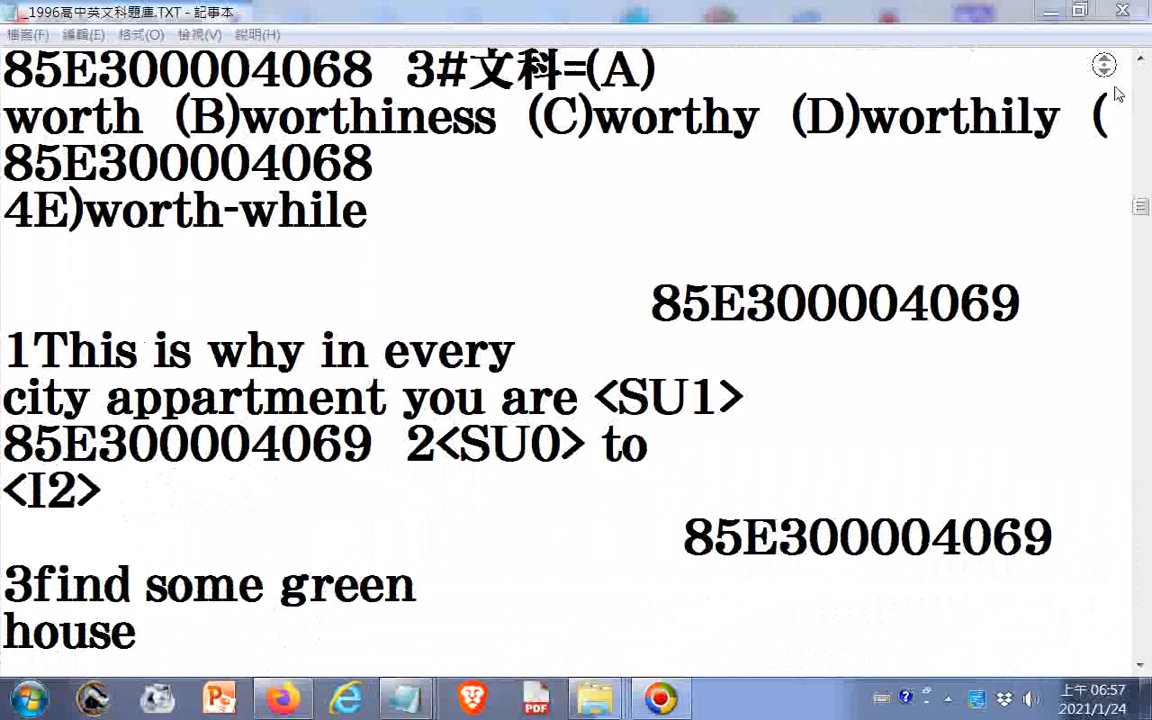 _1996高中英文科題庫.TXT - 記事本
檔案(F) 編輯(E) 格式(O) 檢視(V) 說明(H)
85E300004068 3#文科=(A)
worth (B)worthiness (C)worthy (D)worthily (
85E300004068
4E)worth-while
85E300004069
1This is why in every
city appartment you are <SU1>
85E300004069 2<SU0> to
<I2>
85E300004069
3find some green
house
PDF
上午 06:57
2021/1/24